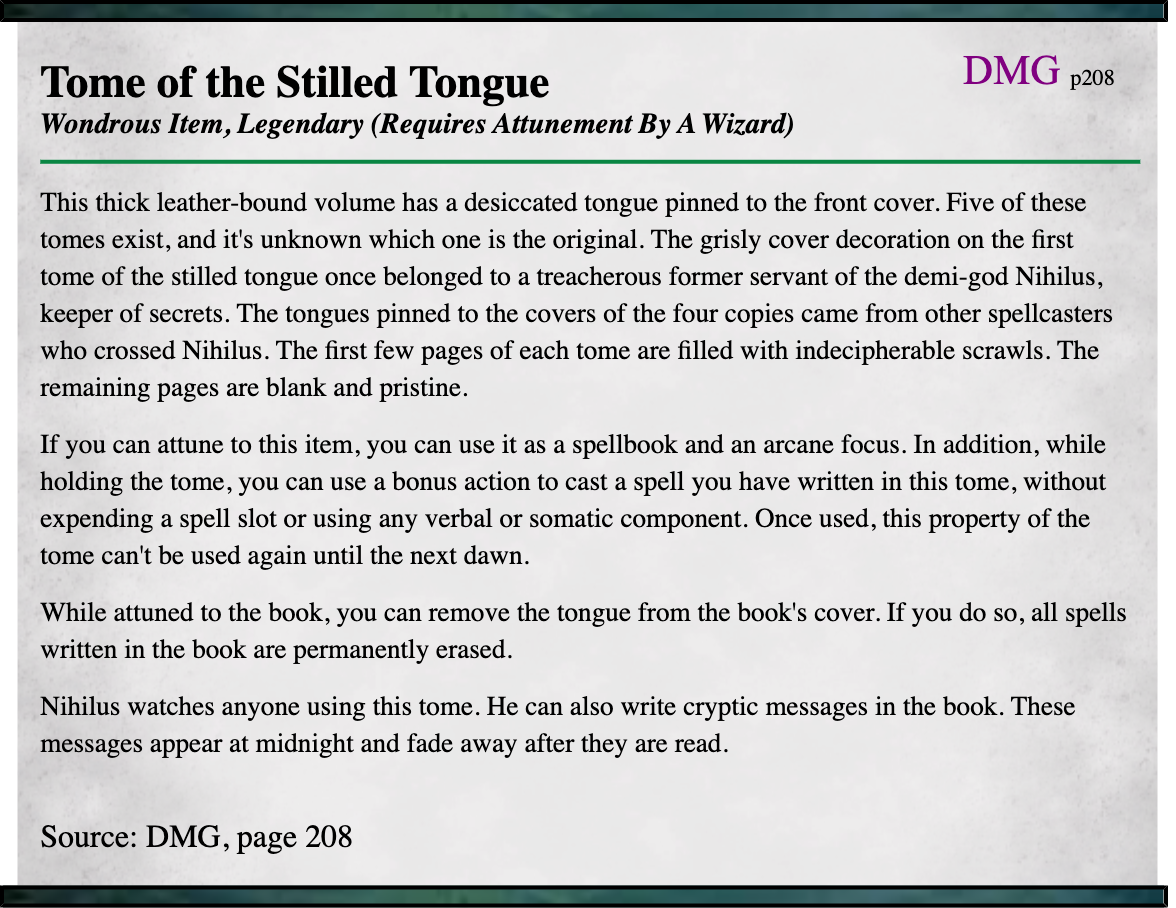 Tome of the Stilled Tongue
DMG p208
Wondrous Item, Legendary (Requires Attunement By A Wizard)
This thick leather-bound volume has a desiccated tongue pinned to the front cover. Five of these
tomes exist, and it's unknown which one is the original. The grisly cover decoration on the first
tome of the stilled tongue once belonged to a treacherous former servant of the demi-god Nihilus,
keeper of secrets. The tongues pinned to the covers of the four copies came from other spellcasters
who crossed Nihilus. The first few pages of each tome are filled with indecipherable scrawls. The
remaining pages are blank and pristine.
If you can attune to this item, you can use it as a spellbook and an arcane focus. In addition, while
holding the tome, you can use a bonus action to cast a spell you have written in this tome, without
expending a spell slot or using any verbal or somatic component. Once used, this property of the
tome can't be used again until the next dawn.
While attuned to the book, you can remove the tongue from the book's cover. If you do so, all spells
written in the book are permanently erased.
Nihilus watches anyone using this tome. He can also write cryptic messages in the book. These
messages appear at midnight and fade away after they are read.
Source: DMG, page 208